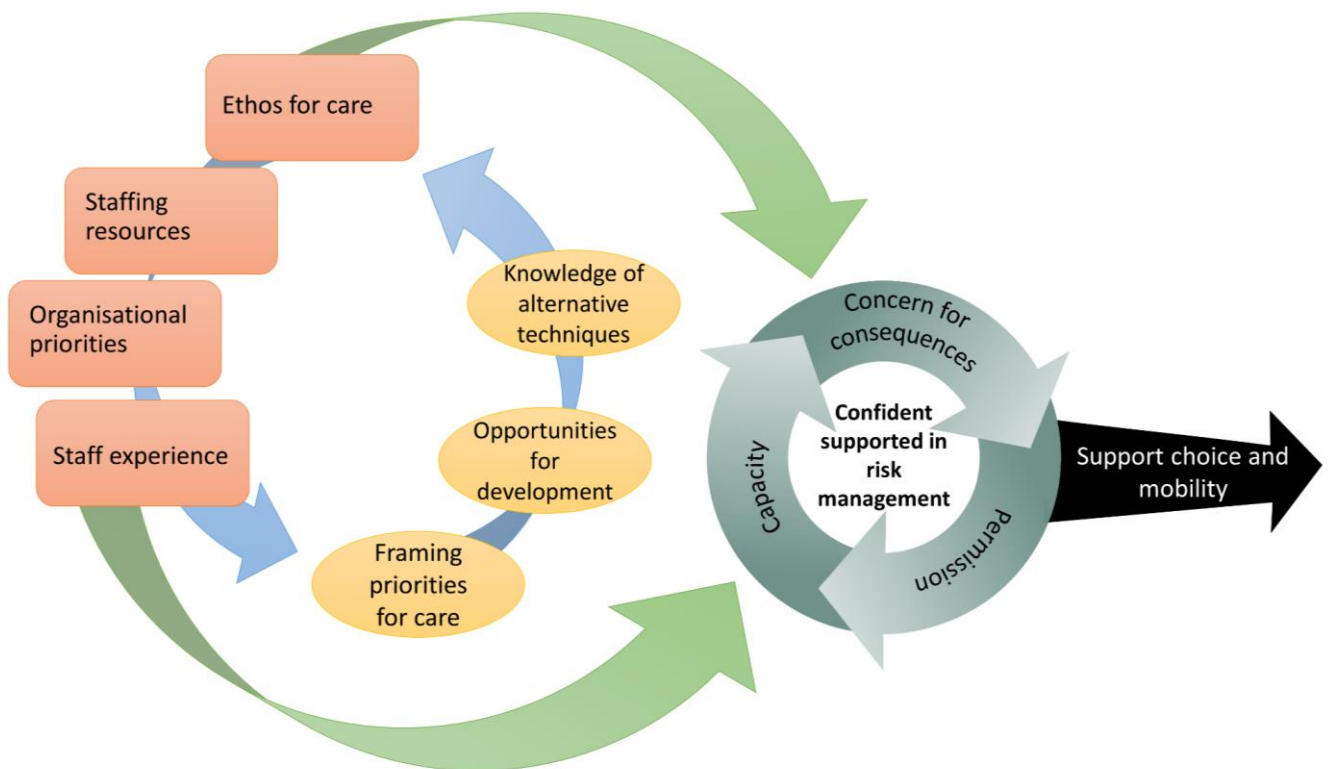 Ethos for care
Staffing
resources
Organisational
priorities
Staff experience
Knowledge of
alternative
techniques
Opportunities
for
development
Framing
priorities
for care
Concern for
consequences
Capacity
Permission
Confident
supported in
risk
management
Support choice and
mobility